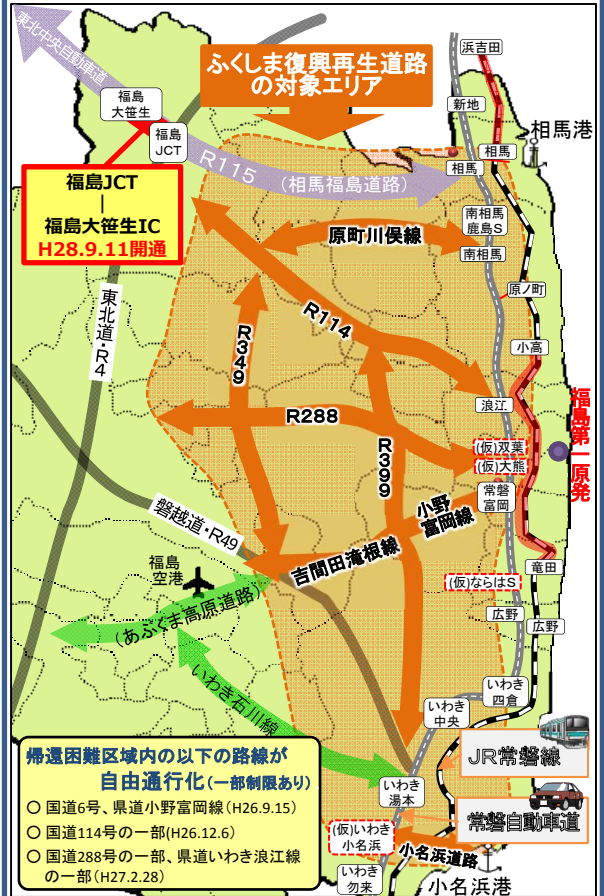 東北中央自動車道
ふくしま復興再生道路
の対象エリア
浜吉田
福島
大笹生
新地
福島
JCT
相馬港
相馬
R115 (相馬福島道路)
相馬
福島JCT
|
福島大笹生IC
H28.9.11開通
南相馬
鹿島S
原町川俣線
南相馬
原ノ町
東北道・R4
R114
R349
小高
浪江
福島第一原発
R288
R399
(仮)双葉
(仮)大熊
常磐
富岡
小野
富岡線
磐越道・R49
吉間田滝根線
竜田
福島
空港
(仮)ならはS
(あぶくま高原道路)
広野
広野
いわき石川線
いわき
四倉
いわき
中央
帰還困難区域内の以下の路線が
自由通行化(一部制限あり)
○ 国道6号、県道小野富岡線(H26.9.15)
○ 国道114号の一部(H26.12.6)
○ 国道288号の一部、県道いわき浪江線
の一部(H27.2.28)
JR常磐線
いわき
湯本
常磐自動車道
(仮)いわき
小名浜
小名浜道路
いわき
勿来
小名浜港